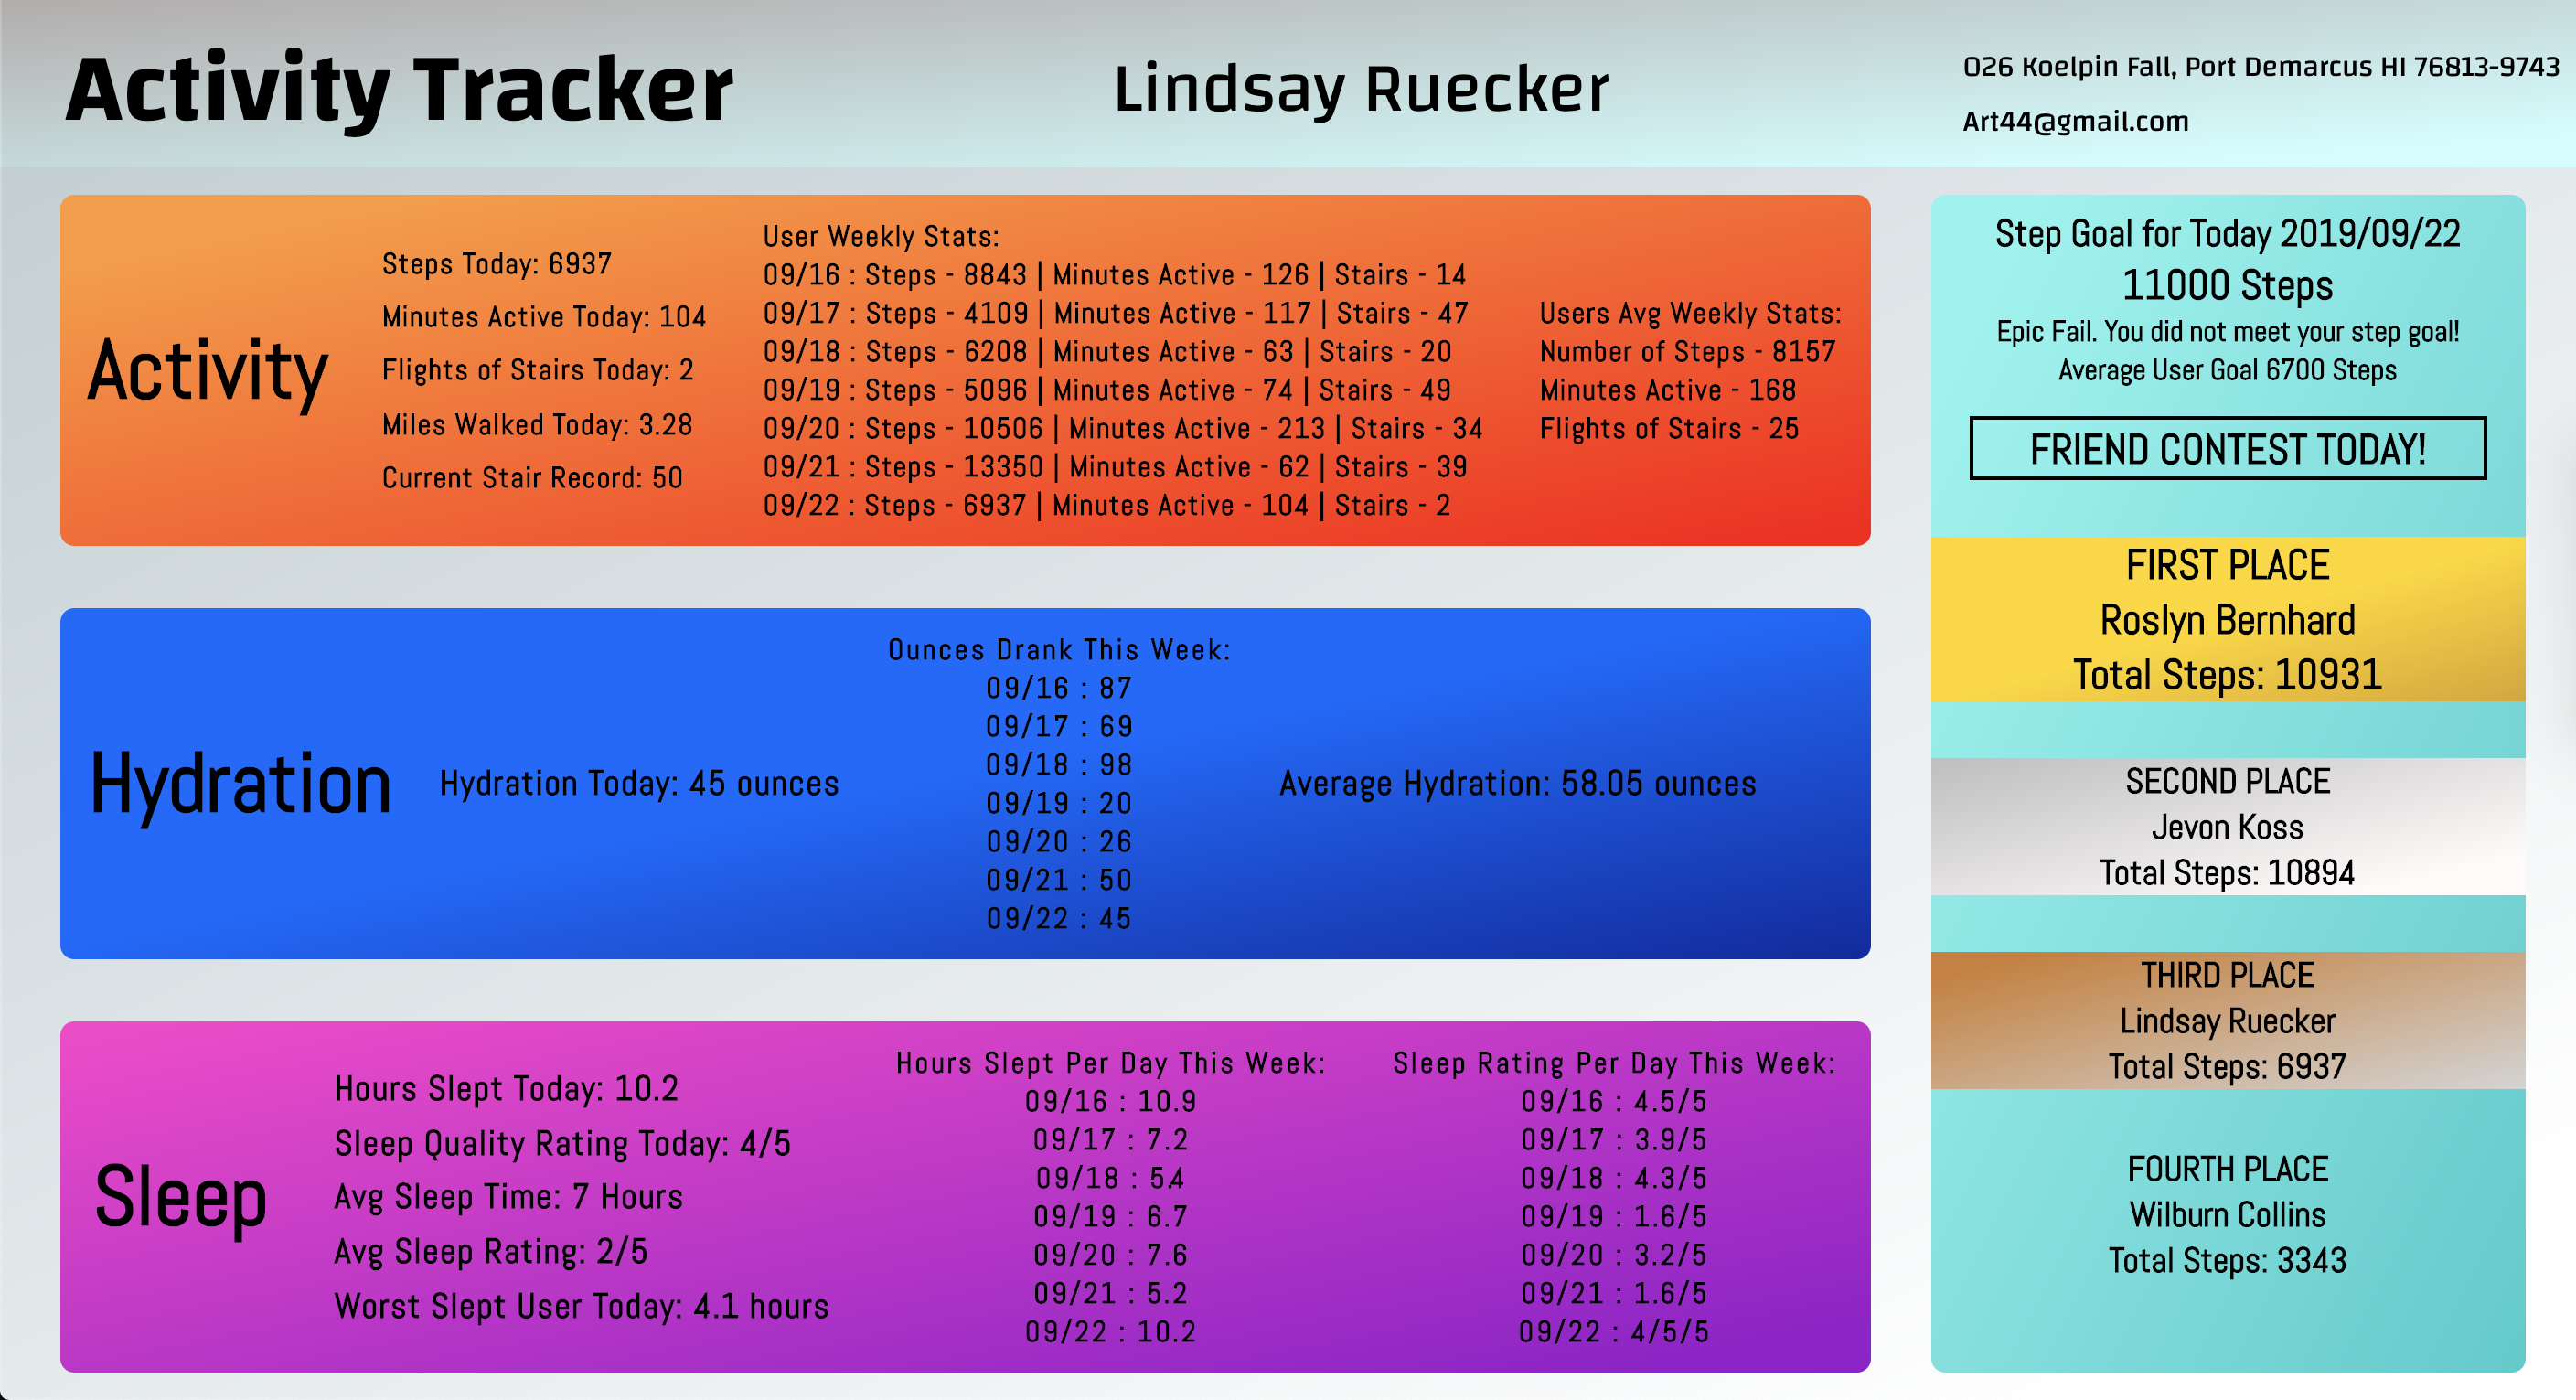 Activity Tracker
Lindsay Ruecker
026 Koelpin Fall, Port Demarcus HI 76813-9743
Art44@gmail.com
Activity
Steps Today: 6937
Minutes Active Today: 104
Flights of Stairs Today: 2
Miles Walked Today: 3.28
Current Stair Record: 50
User Weekly Stats:
09/16 : Steps - 8843 | Minutes Active - 126 | Stairs - 14
09/17 : Steps - 4109 | Minutes Active - 117 | Stairs - 47
09/18 : Steps - 6208 | Minutes Active - 63 | Stairs - 20
09/19 : Steps - 5096 | Minutes Active - 74 | Stairs - 49
09/20 : Steps - 10506 | Minutes Active - 213 | Stairs - 34
09/21 : Steps - 13350 | Minutes Active - 62 | Stairs - 39
09/22 : Steps - 6937 | Minutes Active - 104 | Stairs - 2
Users Avg Weekly Stats:
Number of Steps - 8157
Minutes Active - 168
Flights of Stairs - 25
Hydration
Hydration Today: 45 ounces
Ounces Drank This Week:
09/16 : 87
09/17 : 69
09/18 : 98
09/19 : 20
09/20 : 26
09/21 : 50
09/22 : 45
Average Hydration: 58.05 ounces
Sleep
Hours Slept Today: 10.2
Sleep Quality Rating Today: 4/5
Avg Sleep Time: 7 Hours
Avg Sleep Rating: 2/5
Worst Slept User Today: 4.1 hours
Hours Slept Per Day This Week:
09/16 : 10.9
09/17 : 7.2
09/18 : 5.4
09/19 : 6.7
09/20 : 7.6
09/21 : 5.2
09/22 : 10.2
Sleep Rating Per Day This Week:
09/16 : 4.5/5
09/17 : 3.9/5
09/18 : 4.3/5
09/19 : 1.6/5
09/20 : 3.2/5
09/21 : 1.6/5
09/22 : 4/5/5
Step Goal for Today 2019/09/22
11000 Steps
Epic Fail. You did not meet your step goal!
Average User Goal 6700 Steps
FRIEND CONTEST TODAY!
FIRST PLACE
Roslyn Bernhard
Total Steps: 10931
SECOND PLACE
Jevon Koss
Total Steps: 10894
THIRD PLACE
Lindsay Ruecker
Total Steps: 6937
FOURTH PLACE
Wilburn Collins
Total Steps: 3343